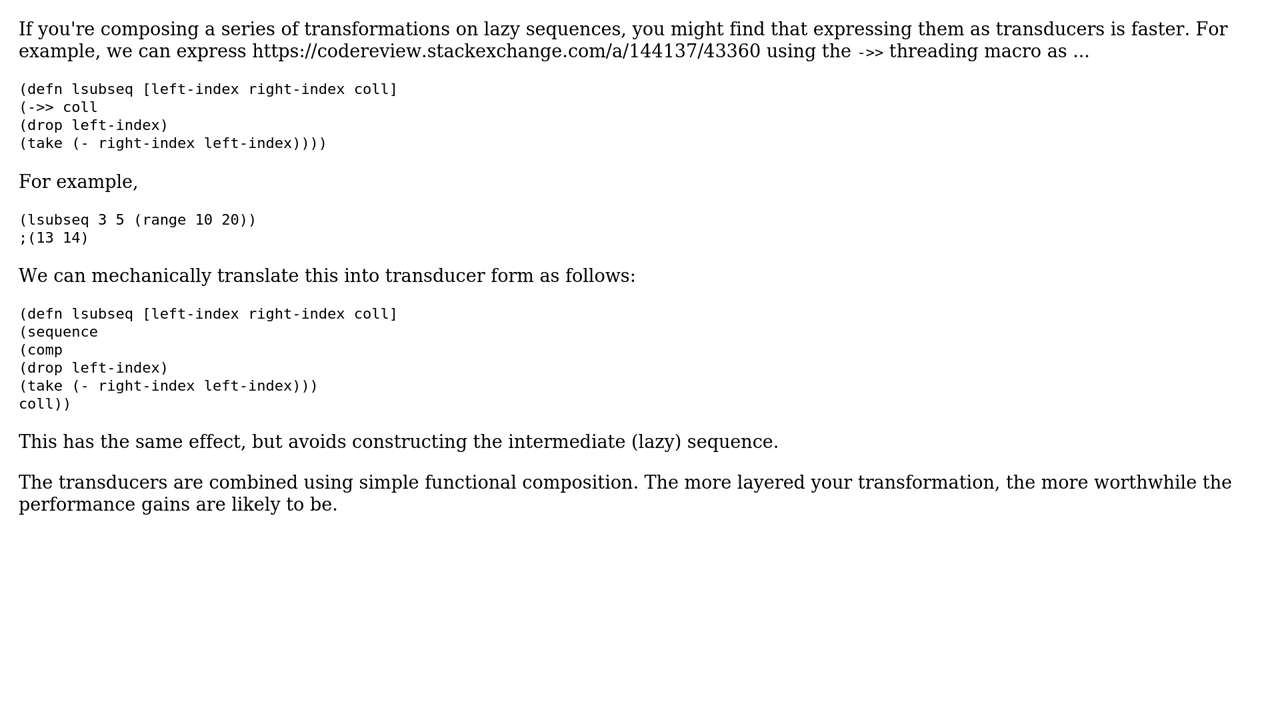 If you're composing a series of transformations on lazy sequences, you might find that expressing them as transducers is faster. For
example, we can express https://codereview.stackexchange.com/a/144137/43360 using the ->> threading macro as ...
(defn lsubseq [left-index right-index coll]
(->> coll
(drop left-index)
(take (- right-index left-index))))
For example,
(lsubseq 3 5 (range 10 20))
;(13 14)
We can mechanically translate this into transducer form as follows:
(defn lsubseq [left-index right-index coll]
(sequence
(comp
(drop left-index)
(take (- right-index left-index)))
coll))
This has the same effect, but avoids constructing the intermediate (lazy) sequence.
The transducers are combined using simple functional composition. The more layered your transformation, the more worthwhile the
performance gains are likely to be.